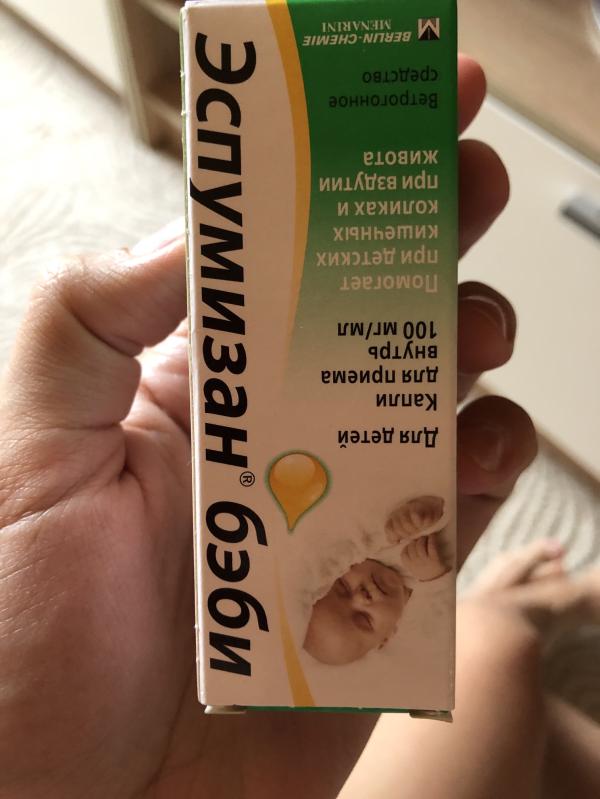 BERLIN-CHEMIE
MENARINI
Эспумизан® бэби
Ветрогонное
средство
Помогает
при детских
кишечных
коликах и
при вздутии
живота
Для детей
Капли
для приема
внутрь
100 мг/мл